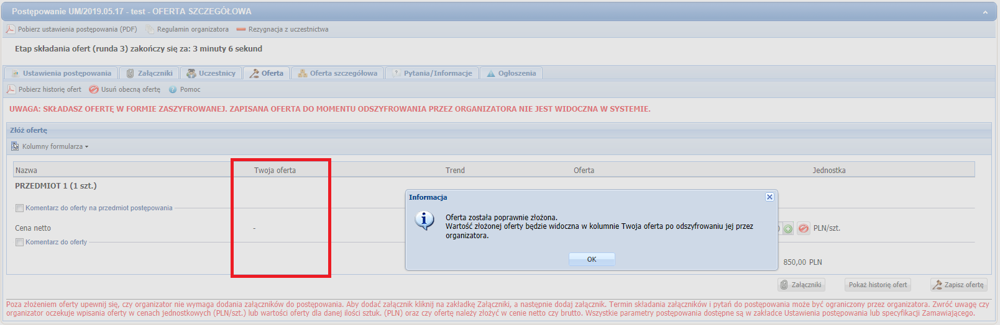 Postępowanie UM/2019.05.17 - test - OFERTA SZCZEGÓŁOWA
Pobierz ustawienia postępowania (PDF) Regulamin organizatora Rezygnacja z uczestnictwa
Etap składania ofert (runda 3) zakończy się za: 3 minuty 6 sekund
Ustawienia postępowania Załączniki Uczestnicy Oferta Oferta szczegółowa Pytania/Informacje Ogłoszenia
Pobierz historię ofert Usuń obecną ofertę Pomoc
UWAGA: SKŁADASZ OFERTĘ W FORMIE ZASZYFROWANEJ. ZAPISANA OFERTA DO MOMENTU ODSZYFROWANIA PRZEZ ORGANIZATORA NIE JEST WIDOCZNA W SYSTEMIE.
Złóż ofertę
Kolumny formularza
Nazwa Twoja oferta Trend Oferta Jednostka
PRZEDMIOT 1 (1 szt.)
Komentarz do oferty na przedmiot postępowania
Cena netto - PLN/szt.
Komentarz do oferty
850,00 PLN
Informacja
Oferta została poprawnie złożona.
Wartość złożonej oferty będzie widoczna w kolumnie Twoja oferta po odszyfrowaniu jej przez
organizatora.
OK
Załączniki Pokaż historię ofert Zapisz ofertę
Poza złożeniem oferty upewnij się, czy organizator nie wymaga dodania załączników do postępowania. Aby dodać załącznik kliknij na zakładkę Załączniki, a następnie dodaj załącznik. Termin składania załączników i pytań do postępowania może być ograniczony przez organizatora. Zwróć uwagę czy
organizator oczekuje wpisania oferty w cenach jednostkowych (PLN/szt.) lub wartości oferty dla danej ilości sztuk. (PLN) oraz czy ofertę należy złożyć w cenie netto czy brutto. Wszystkie parametry postępowania dostępne są w zakładce Ustawienia postępowania lub specyfikacji Zamawiającego.